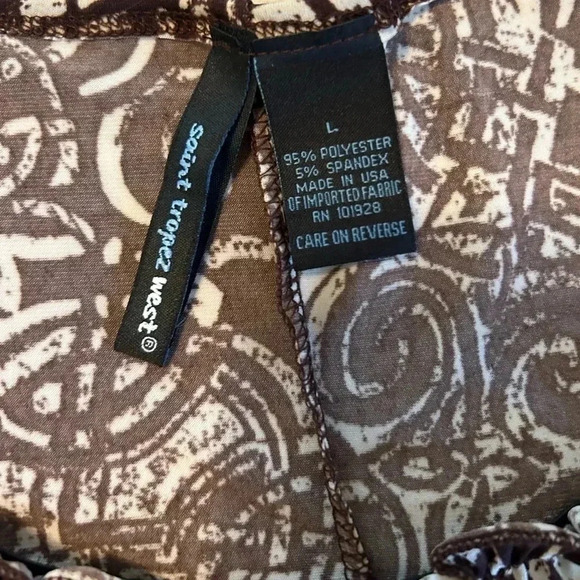 saint tropez west®
L
95% POLYESTER
5% SPANDEX
MADE IN USA
OF IMPORTED FABRIC
RN 101928
CARE ON REVERSE